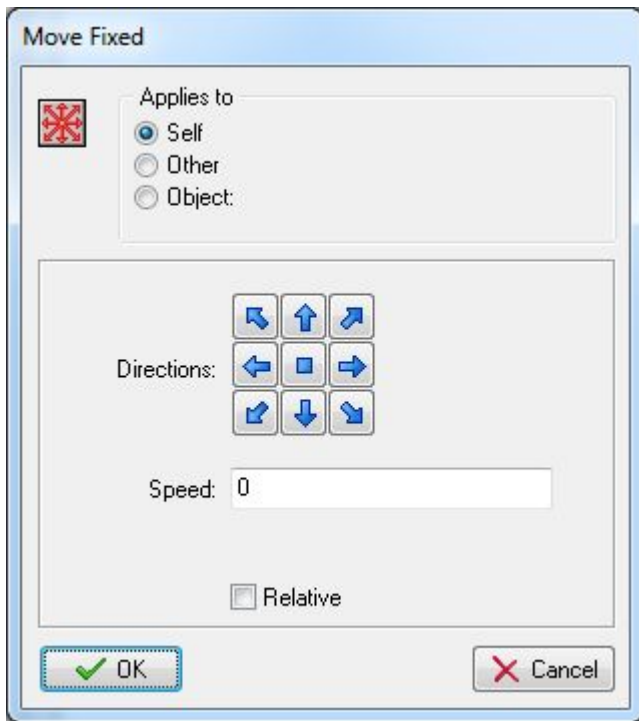 Move Fixed
Applies to
Self
Other
Object:
Directions:
Speed: 0
Relative
OK Cancel